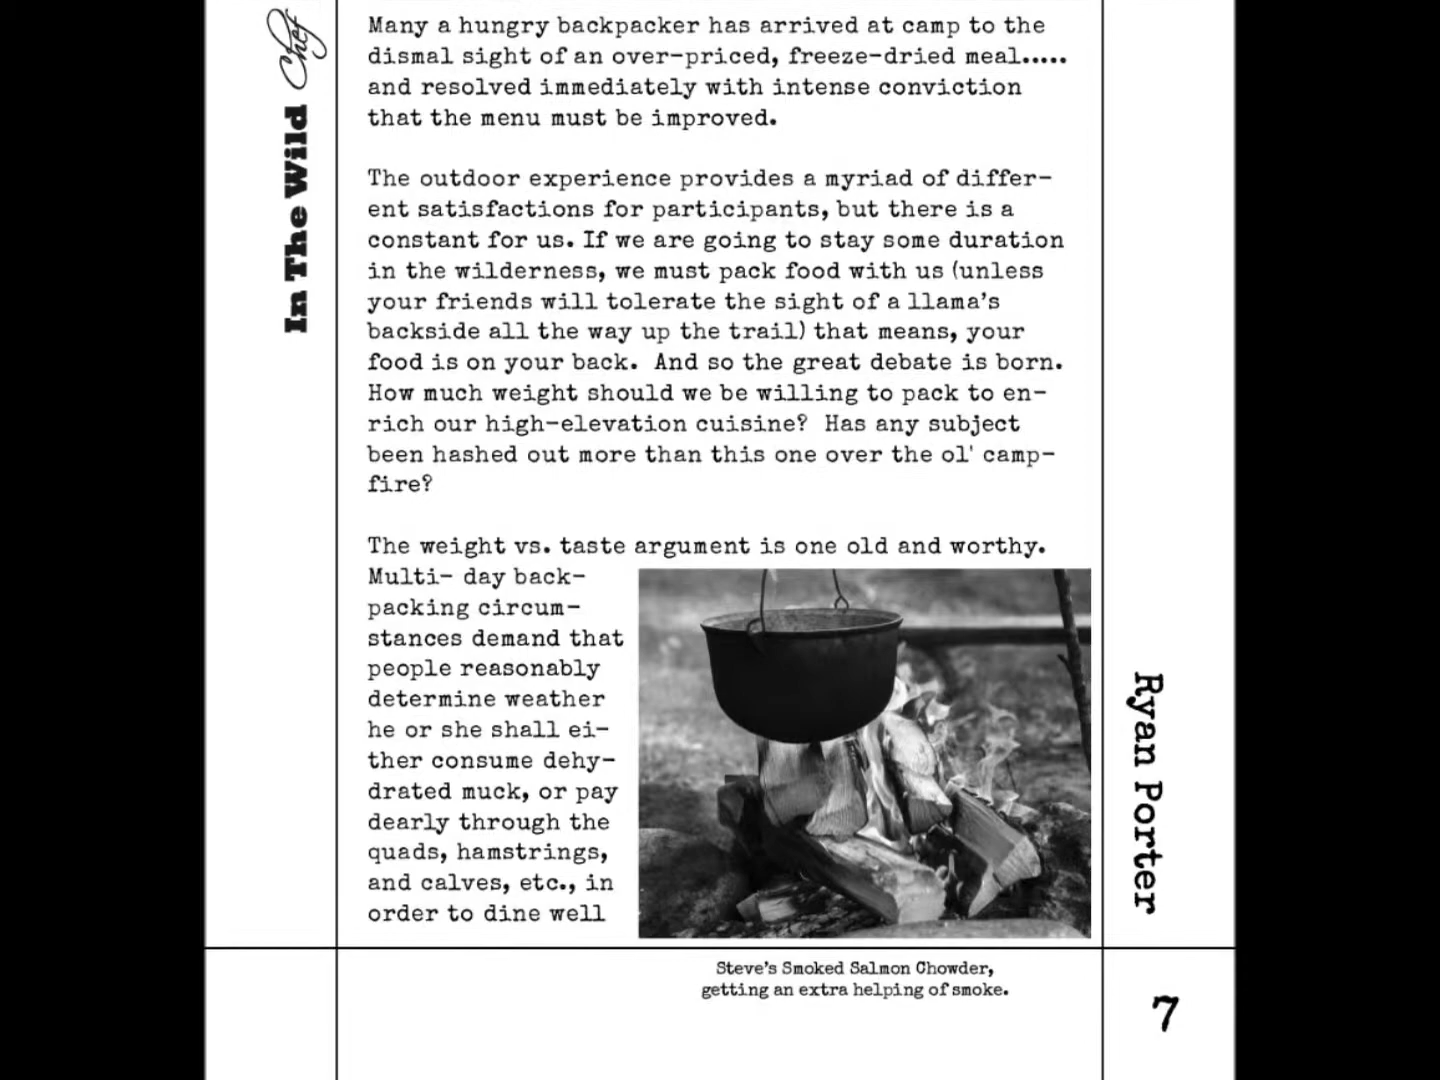 In The Wild Chef
Many a hungry backpacker has arrived at camp to the
dismal sight of an over-priced, freeze-dried meal.....
and resolved immediately with intense conviction
that the menu must be improved.
The outdoor experience provides a myriad of differ-
ent satisfactions for participants, but there is a
constant for us. If we are going to stay some duration
in the wilderness, we must pack food with us (unless
your friends will tolerate the sight of a llama's
backside all the way up the trail) that means, your
food is on your back.  And so the great debate is born.
How much weight should we be willing to pack to en-
rich our high-elevation cuisine?  Has any subject
been hashed out more than this one over the ol' camp-
fire?
The weight vs. taste argument is one old and worthy.
Multi- day back-
packing circum-
stances demand that
people reasonably
determine weather
he or she shall ei-
ther consume dehy-
drated muck, or pay
dearly through the
quads, hamstrings,
and calves, etc., in
order to dine well
Steve's Smoked Salmon Chowder,
getting an extra helping of smoke.
Ryan Porter
7